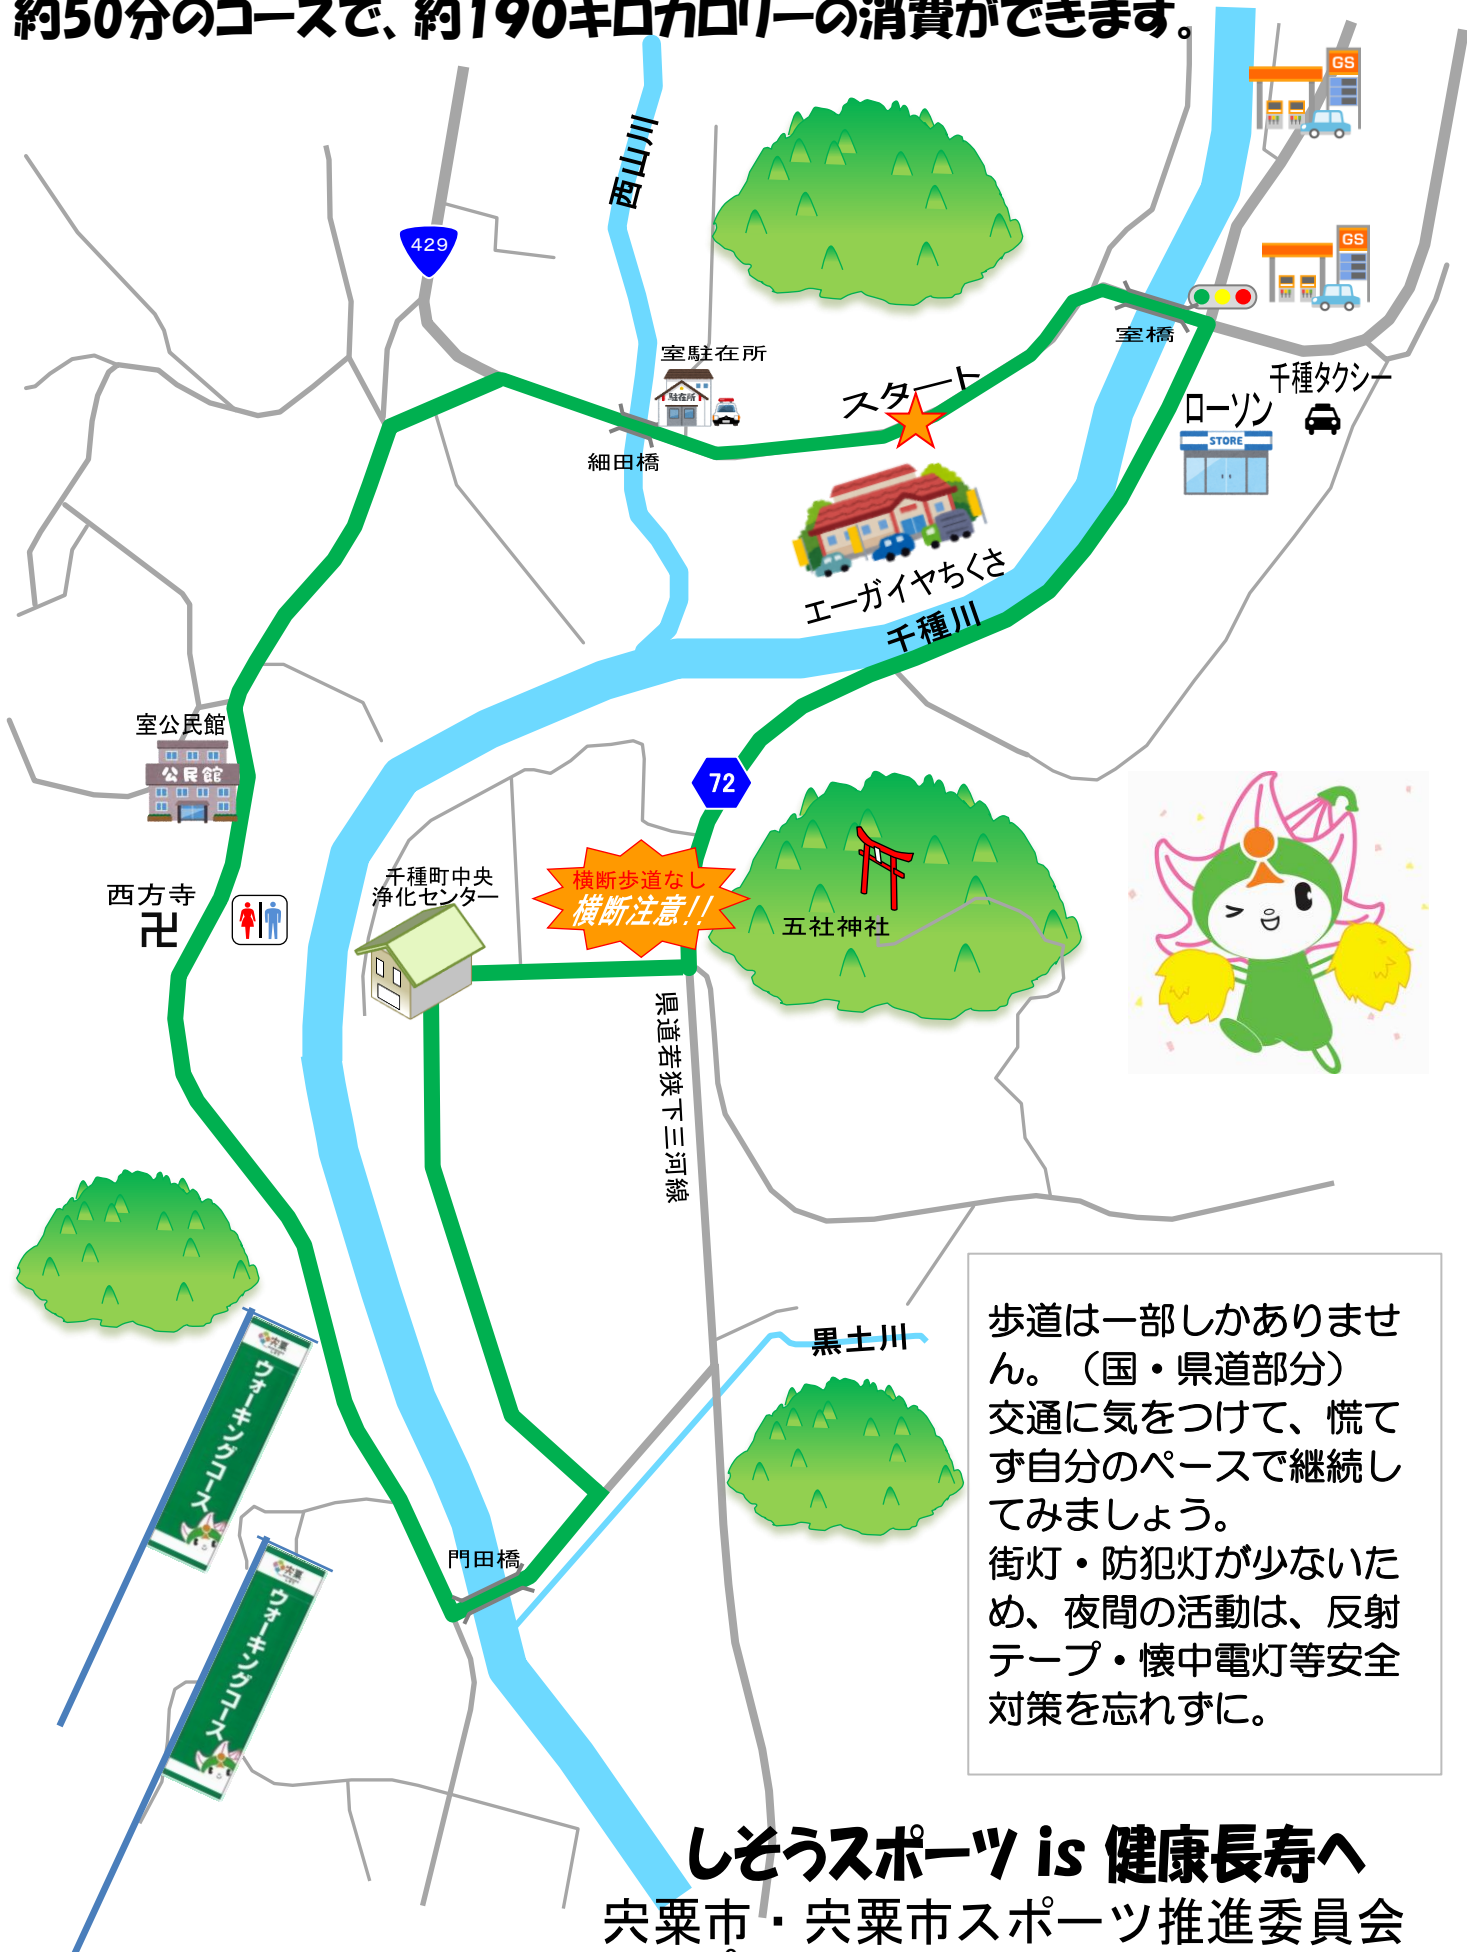 約50分のコースで、約190キロカロリーの消費ができます。
GS
西山川
429
GS
室橋
室駐在所
駐在所
スタート
千種タクシー
ローソン
STORE
細田橋
エーガイヤちくさ
千種川
室公民館
公民館
72
千種町中央
浄化センター
横断歩道なし
横断注意!!
西方寺
卍
五社神社
県道若狭下三河線
黒土川
歩道は一部しかありませ
ん。（国・県道部分）
交通に気をつけて、慌て
ず自分のペースで継続し
てみましょう。
街灯・防犯灯が少ないた
め、夜間の活動は、反射
テープ・懐中電灯等安全
対策を忘れずに。
宍粟
ウォーキングコース
宍粟
ウォーキングコース
門田橋
しそうスポーツ is 健康長寿へ
宍粟市・宍粟市スポーツ推進委員会